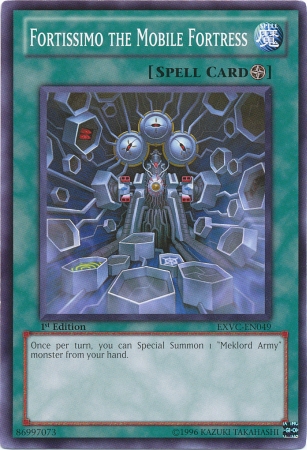 Fortissimo the Mobile Fortress
[Spell Card]
1st Edition
EXVC-EN049
Once per turn, you can Special Summon 1 "Meklord Army"
monster from your hand.
86997073
©1996 KAZUKI TAKAHASHI